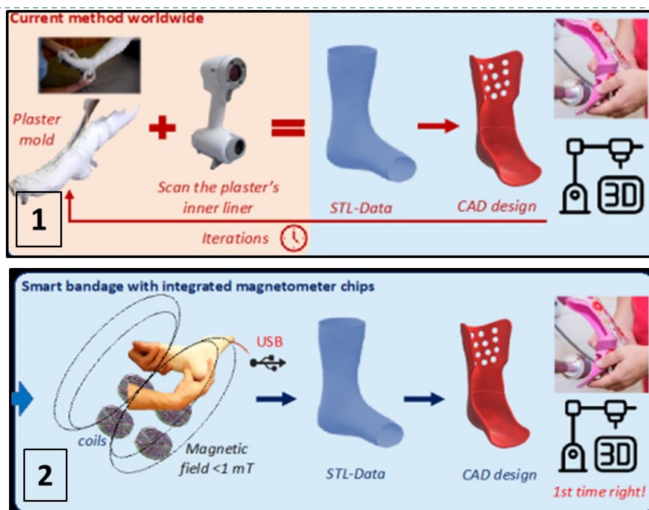 Current method worldwide
Plaster
mold
Scan the plaster's
inner liner
STL-Data
CAD design
3D
1
Iterations
Smart bandage with integrated magnetometer chips
USB
coils
Magnetic
field <1 mT
STL-Data
CAD design
3D
2
1st time right!